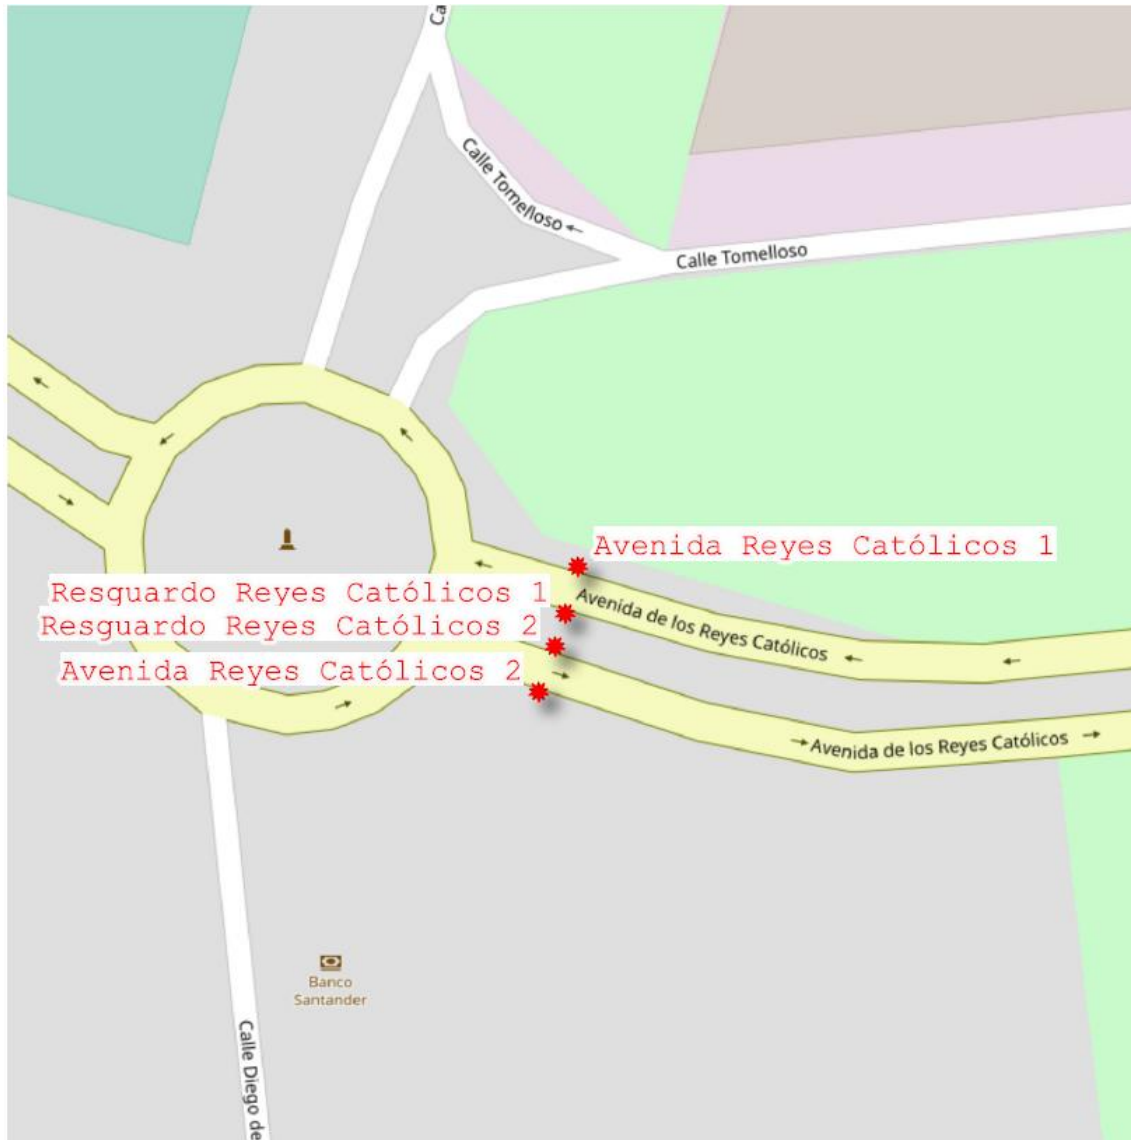 Ca
Calle Tomelloso
Calle Tomelloso
Avenida Reyes Católicos 1
Resguardo Reyes Católicos 1
Avenida de los Reyes Católicos
Resguardo Reyes Católicos 2
Avenida Reyes Católicos 2
Avenida de los Reyes Católicos
Banco
Santander
Calle Diego de